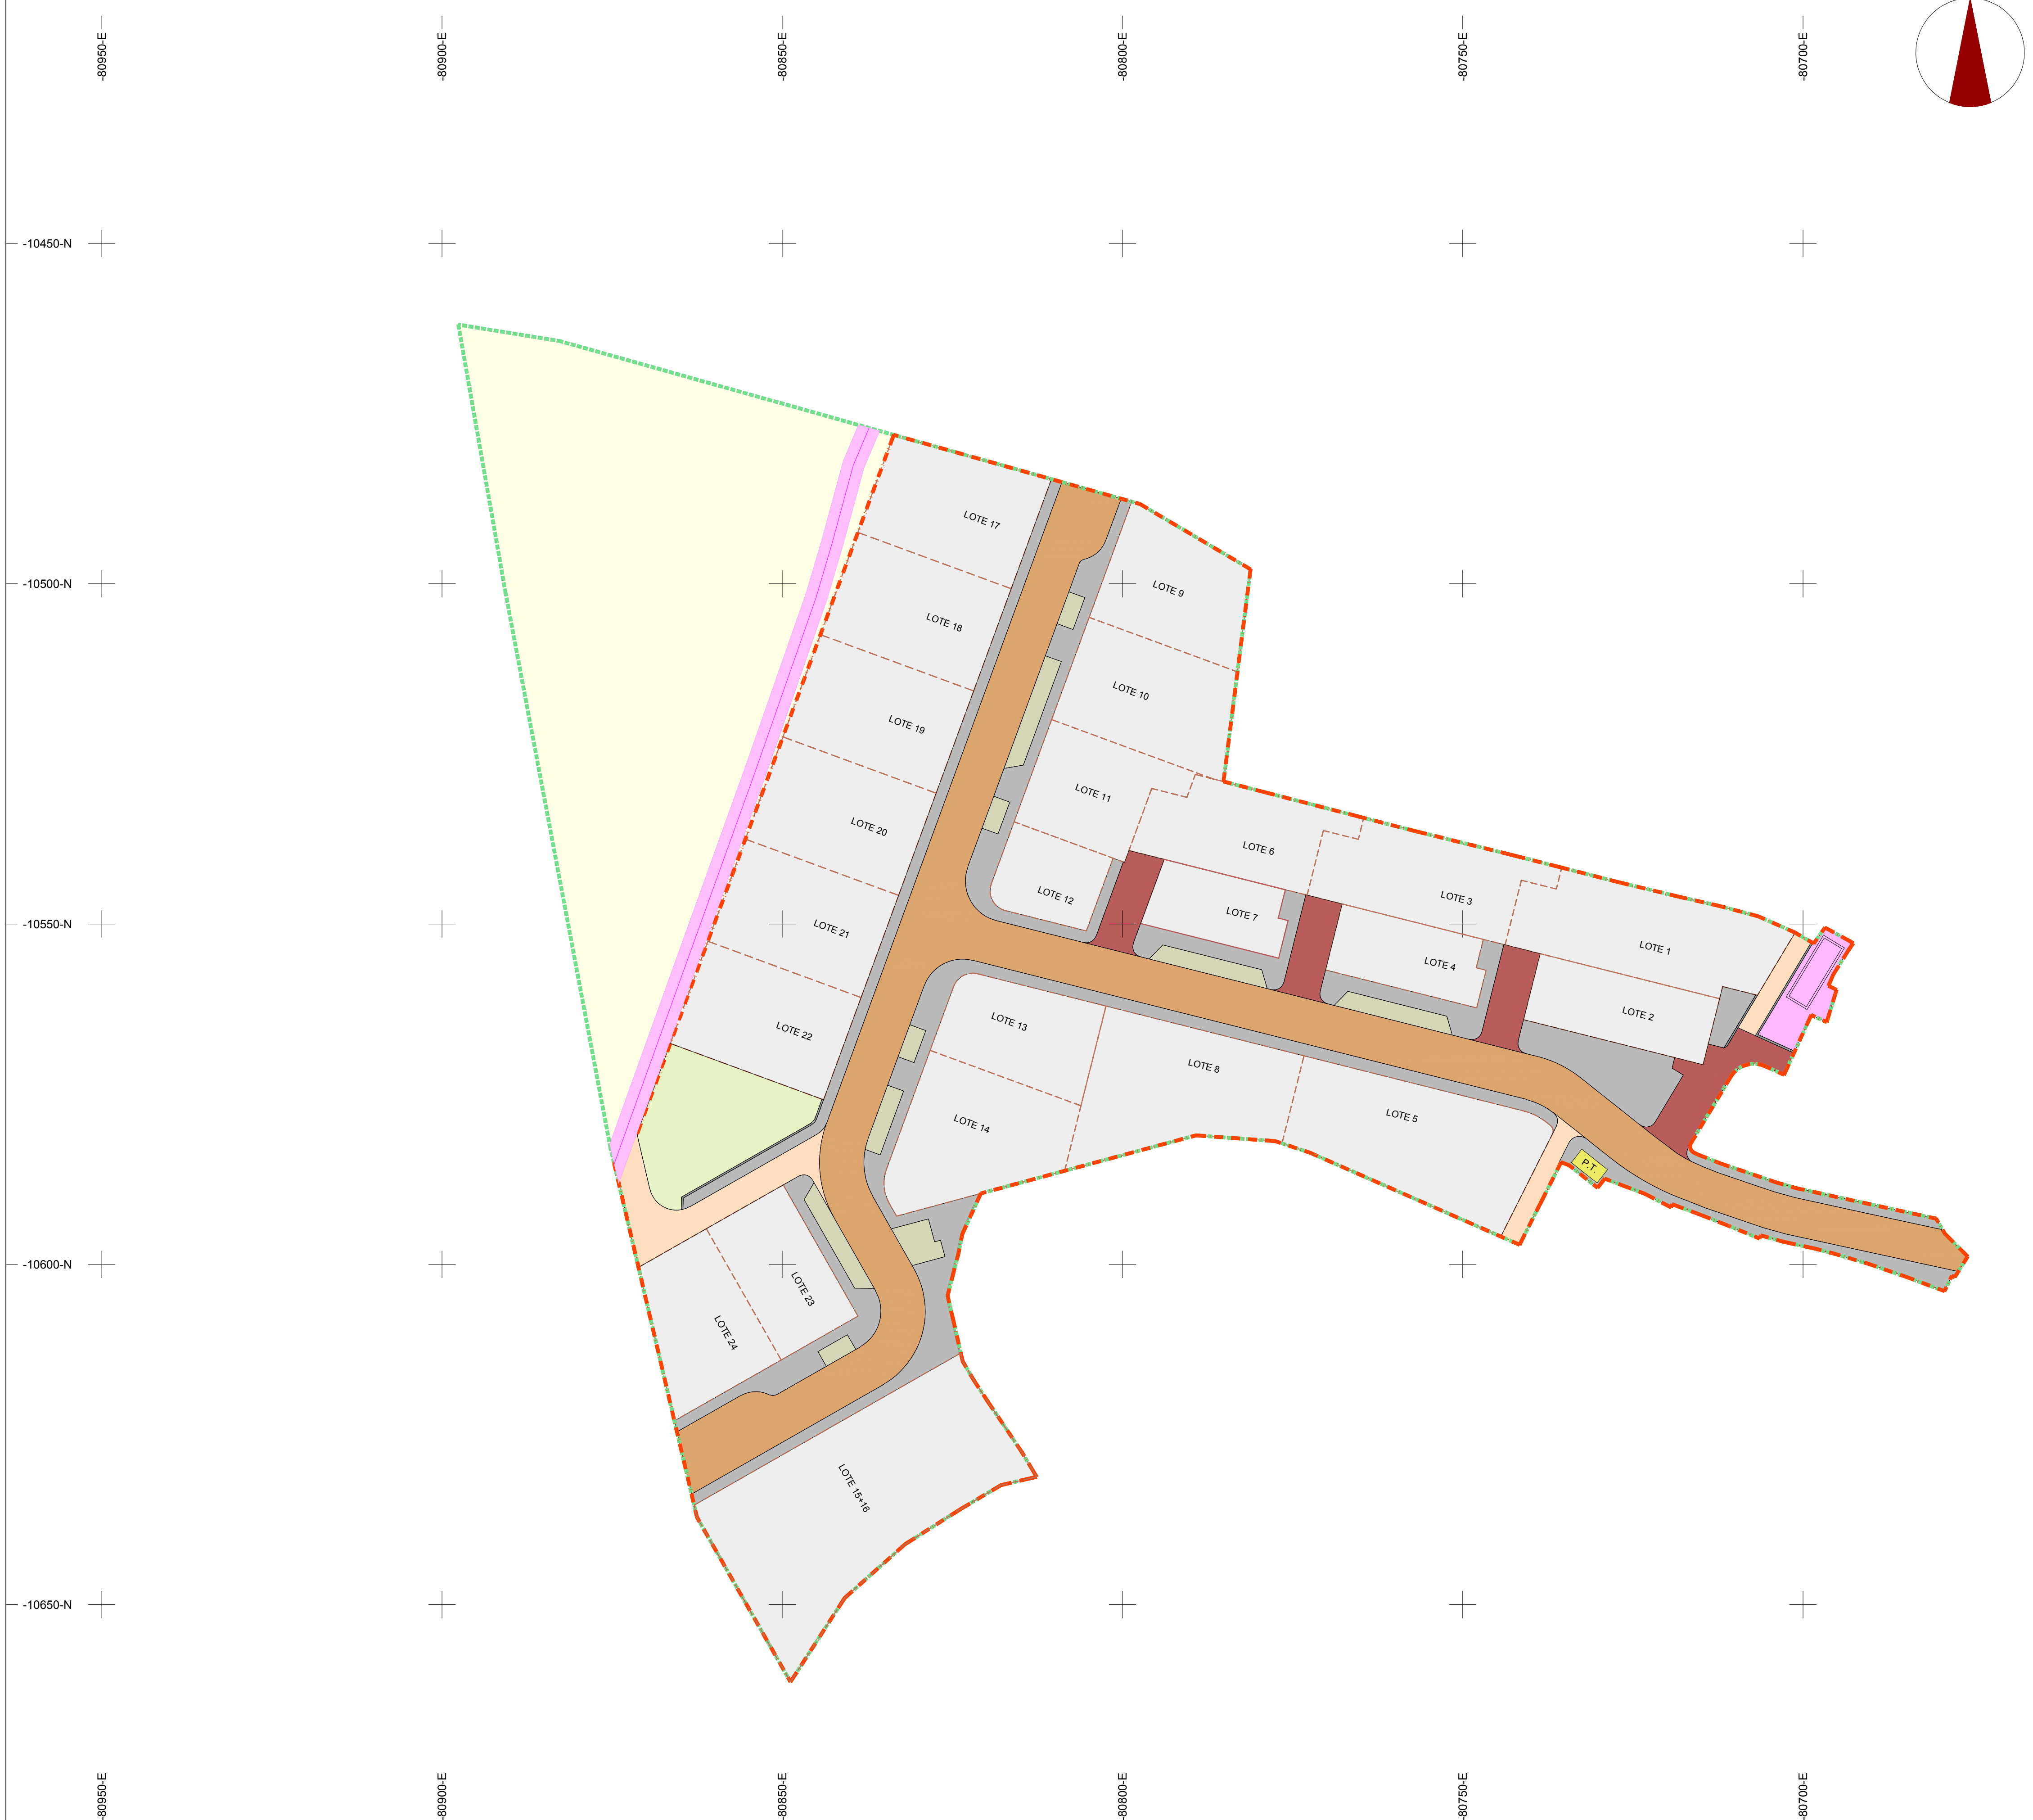 -80950-E
-80900-E
-80850-E
-80800-E
-80750-E
-80700-E
-10450-N
LOTE 17
-10500-N
LOTE 9
LOTE 18
LOTE 10
LOTE 19
LOTE 11
LOTE 20
LOTE 6
LOTE 12
LOTE 3
LOTE 7
-10550-N
LOTE 21
LOTE 1
LOTE 4
LOTE 2
LOTE 13
LOTE 22
LOTE 8
LOTE 5
LOTE 14
P.T.
-10600-N
LOTE 23
LOTE 24
LOTE 15+16
-10650-N
-80950-E
-80900-E
-80850-E
-80800-E
-80750-E
-80700-E